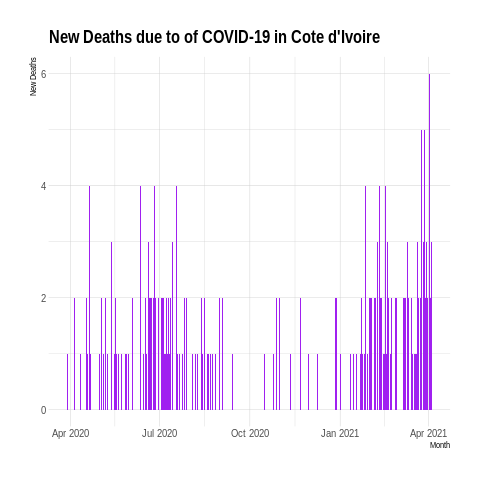 New Deaths due to of COVID-19 in Cote d'Ivoire
New Deaths
6
4
2
0
Apr 2020
Jul 2020
Oct 2020
Jan 2021
Apr 2021
Month